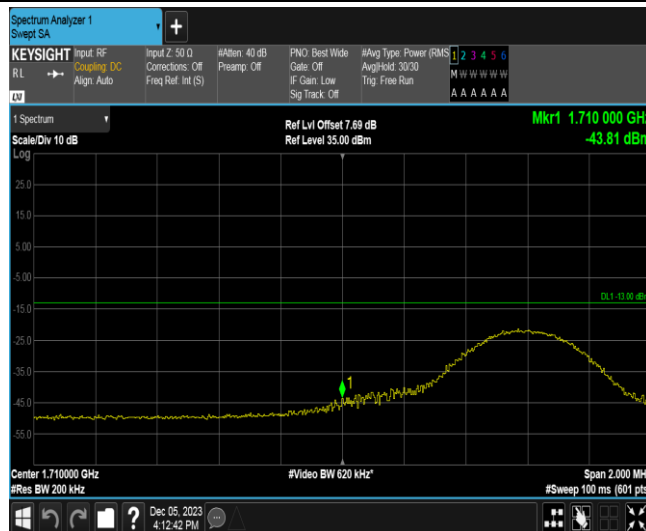 Spectrum Analyzer 1
Swept SA
KEYSIGHT
RL
LXI
Input: RF
Coupling: DC
Align: Auto
Input Z: 50 Ω
Corrections: Off
Freq Ref: Int (S)
#Atten: 40 dB
Preamp: Off
PNO: Best Wide
Gate: Off
IF Gain: Low
Sig Track: Off
#Avg Type: Power (RMS
Avg|Hold: 30/30
Trig: Free Run
1 2 3 4 5 6
M W W W W W
A A A A A A
1 Spectrum
Scale/Div 10 dB
Log
Ref Lvl Offset 7.69 dB
Ref Level 35.00 dBm
Mkr1 1.710 000 GHz
-43.81 dBm
25.0
15.0
5.00
-5.00
-15.0
-25.0
-35.0
-45.0
-55.0
DL1 -13.00 dBm
1
Center 1.710000 GHz
#Res BW 200 kHz
#Video BW 620 kHz*
Span 2.000 MH
#Sweep 100 ms (601 pts
Dec 05, 2023
4:12:42 PM